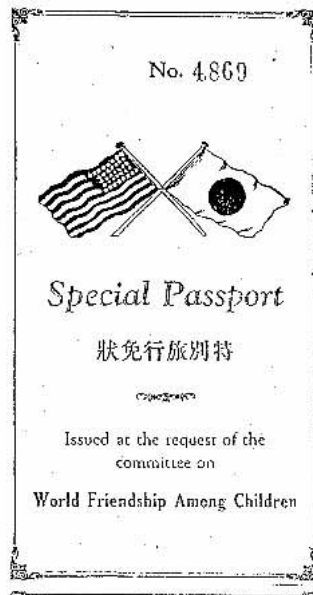 No. 4869
Special Passport
狀免行旅別特
Issued at the request of the
committee on
World Friendship Among Children